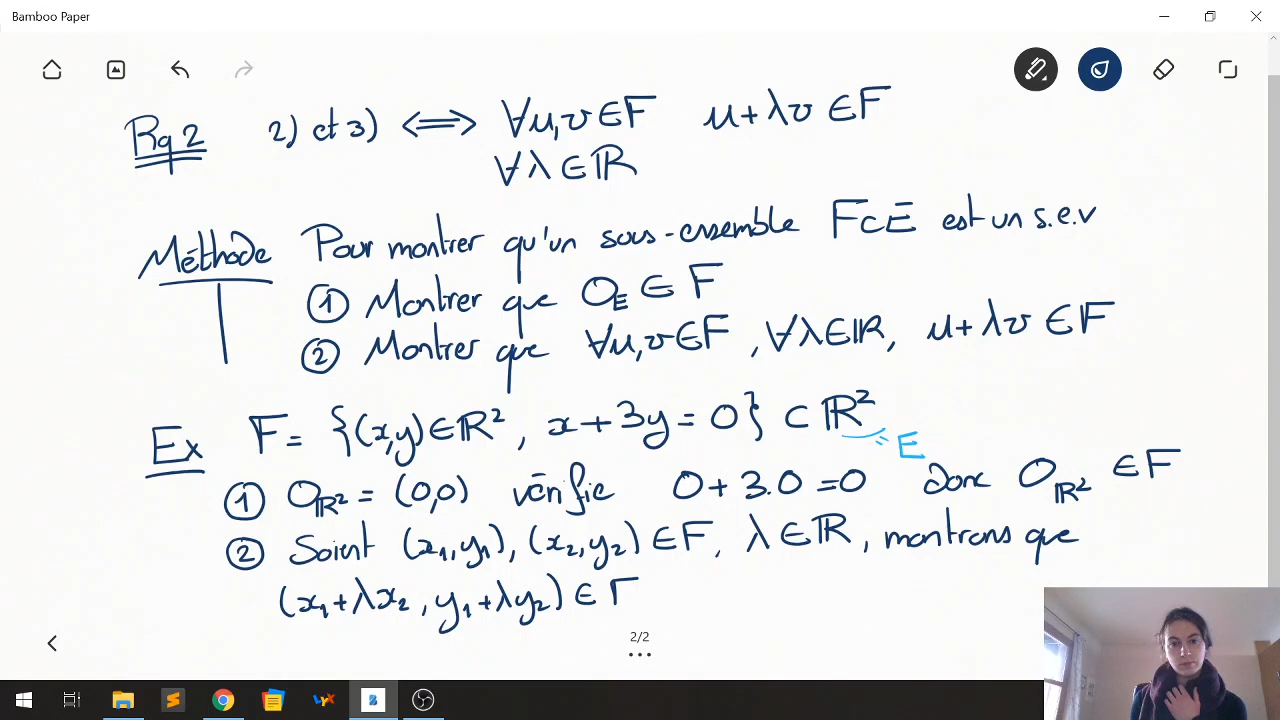 Bamboo Paper
Rq 2 2) et 3) ⟺ ∀u,v∈F u+λv ∈F
∀λ∈ℝ
Méthode Pour montrer qu'un sous-ensemble F⊂E est un s.e.v
① Montrer que 0_E ∈ F
② Montrer que ∀u,v∈F, ∀λ∈ℝ, u+λv ∈F
Ex F= {(x,y)∈ℝ², x+3y=0} ⊂ ℝ²
= E
① 0_ℝ² = (0,0) vérifie 0+3.0=0 donc 0_ℝ² ∈F
② Soient (x₁,y₁), (x₂,y₂) ∈F, λ∈ℝ, montrons que
(x₁+λx₂, y₁+λy₂) ∈ F
2/2